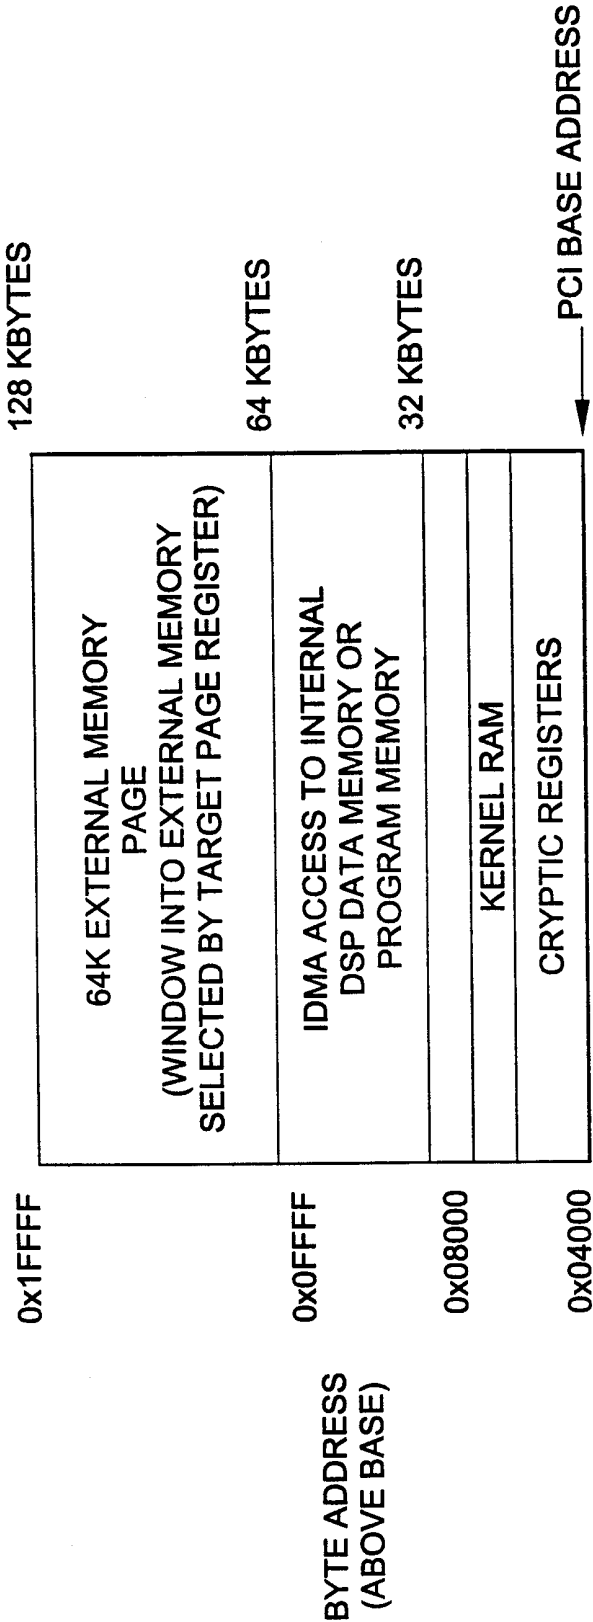 0x1FFFF
128 KBYTES
64K EXTERNAL MEMORY
PAGE
(WINDOW INTO EXTERNAL MEMORY
SELECTED BY TARGET PAGE REGISTER)
0x0FFFF
64 KBYTES
BYTE ADDRESS
(ABOVE BASE)
IDMA ACCESS TO INTERNAL
DSP DATA MEMORY OR
PROGRAM MEMORY
32 KBYTES
0x08000
KERNEL RAM
CRYPTIC REGISTERS
0x04000
PCI BASE ADDRESS